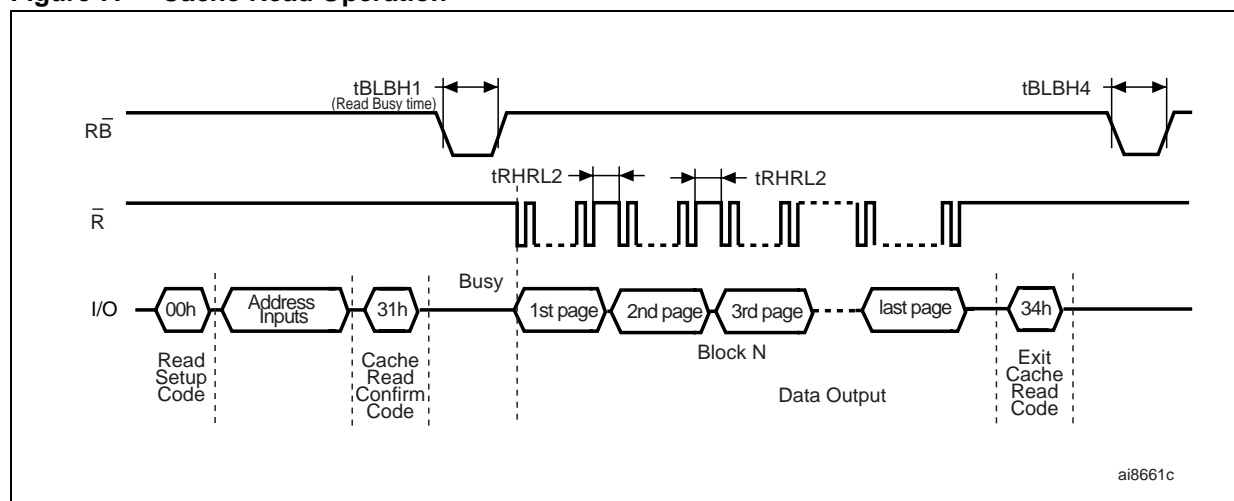 Figure 7. Cache Read Operation
tBLBH1
(Read Busy time)
tBLBH4
RB̅
tRHRL2
tRHRL2
R̅
Busy
I/O
00h
Address
Inputs
31h
1st page
2nd page
3rd page
last page
34h
Read
Setup
Code
Cache
Read
Confirm
Code
Block N
Data Output
Exit
Cache
Read
Code
ai8661c